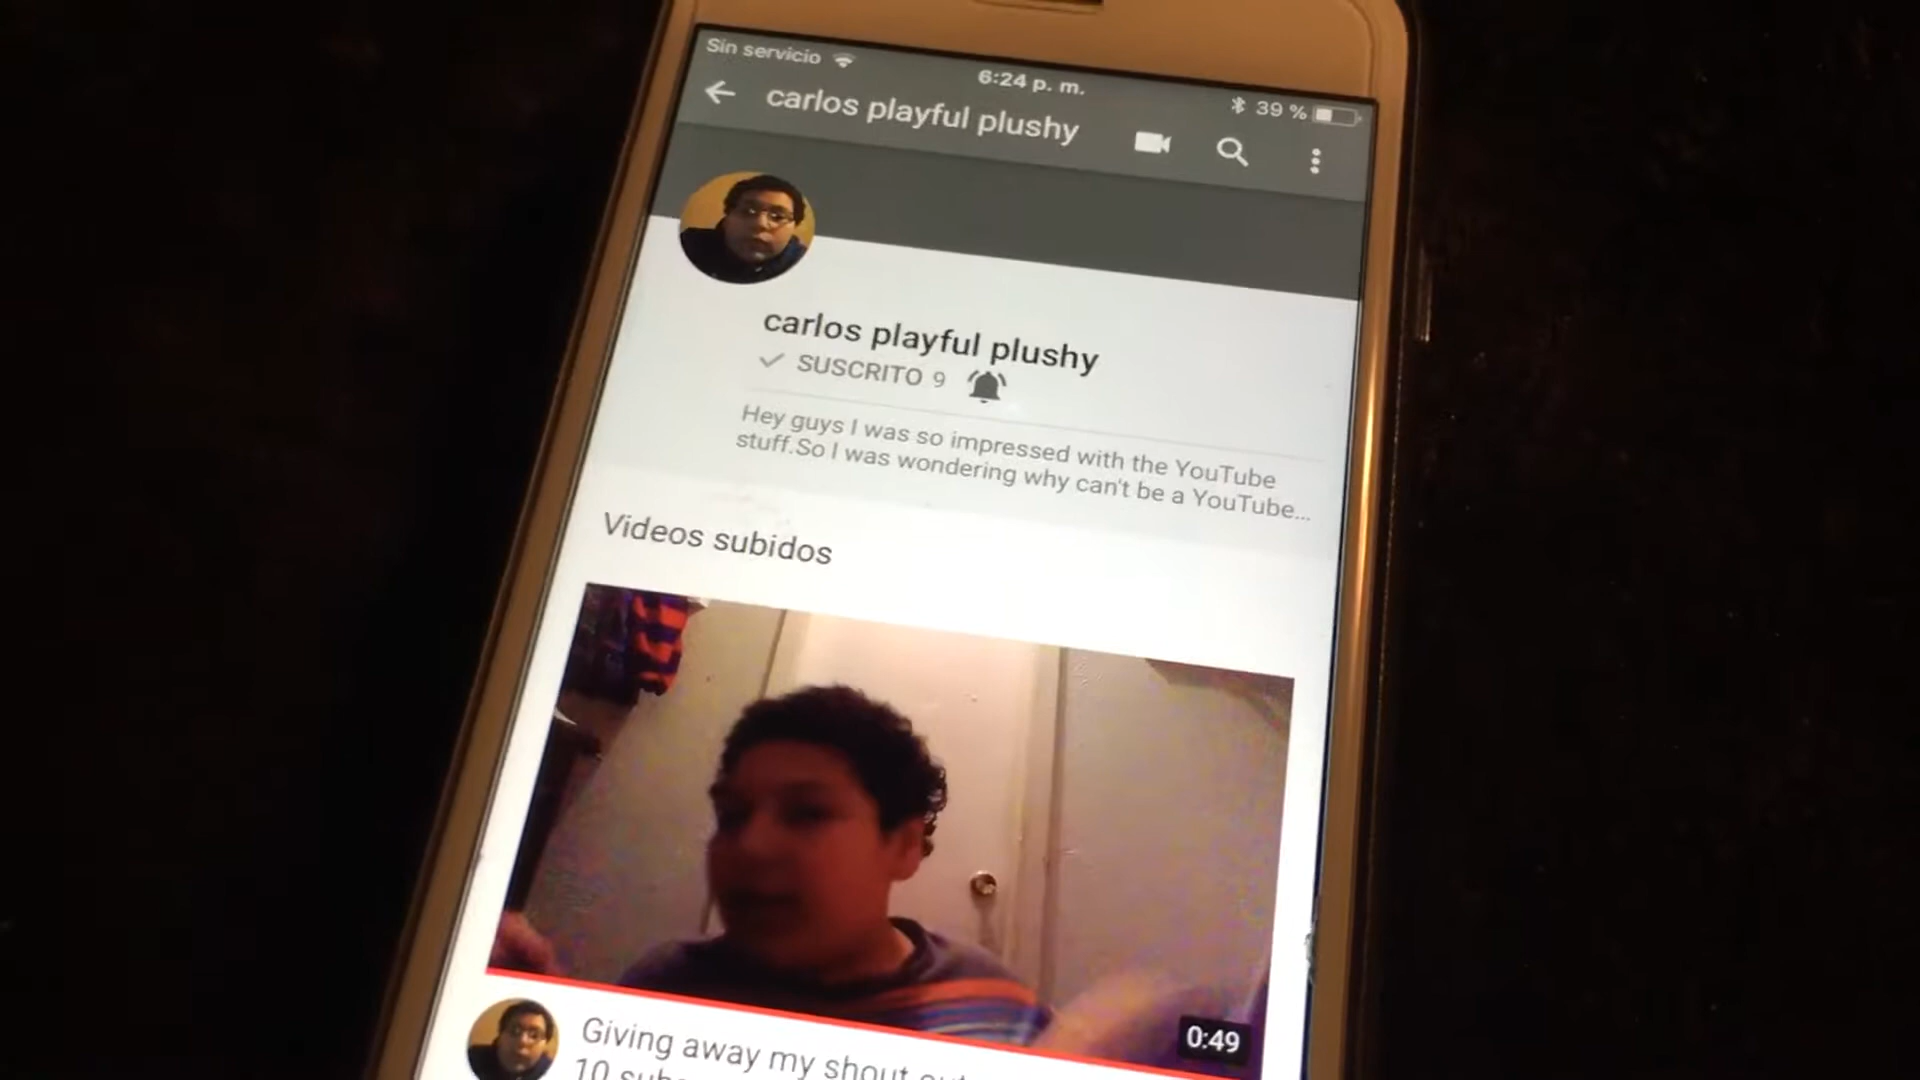 Sin servicio
6:24 p. m.
39 %
carlos playful plushy
carlos playful plushy
SUSCRITO 9
Hey guys I was so impressed with the YouTube
stuff.So I was wondering why can't be a YouTube...
Videos subidos
0:49
Giving away my shout
10